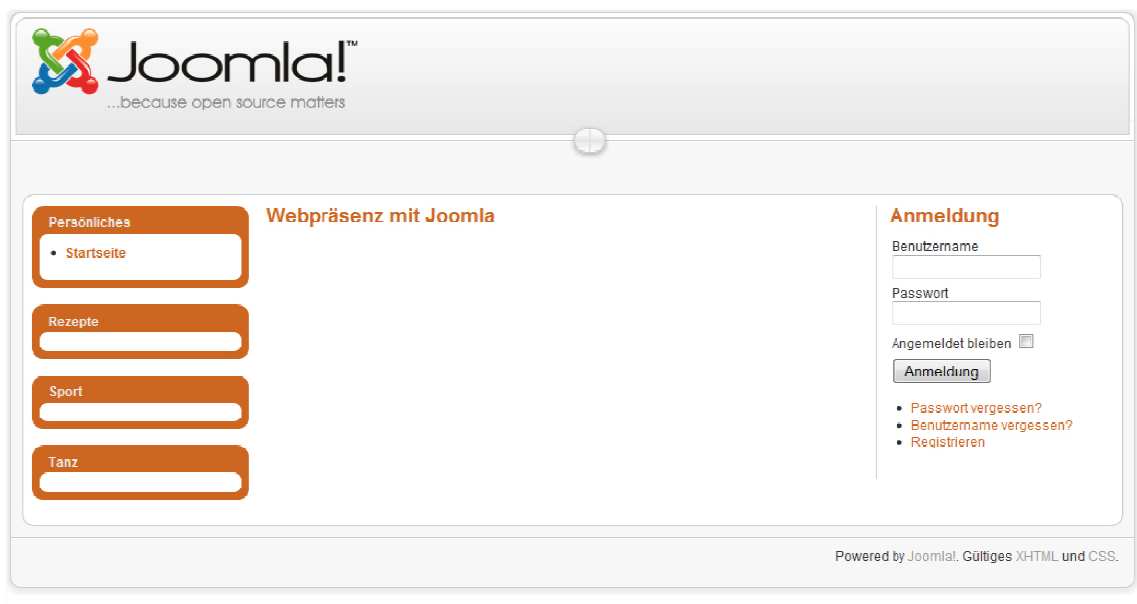 Joomla!™
...because open source matters
Persönliches
Startseite
Rezepte
Sport
Tanz
Webpräsenz mit Joomla
Anmeldung
Benutzername
Passwort
Angemeldet bleiben
Anmeldung
Passwort vergessen?
Benutzername vergessen?
Registrieren
Powered by Joomla!. Gültiges XHTML und CSS.